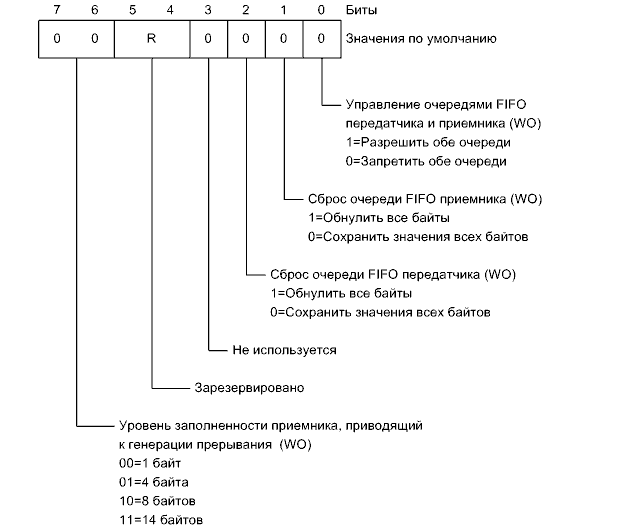 7 6 5 4 3 2 1 0 Биты
0 0 R 0 0 0 0 Значения по умолчанию
Управление очередями FIFO
передатчика и приемника (WO)
1=Разрешить обе очереди
0=Запретить обе очереди
Сброс очереди FIFO приемника (WO)
1=Обнулить все байты
0=Сохранить значения всех байтов
Сброс очереди FIFO передатчика (WO)
1=Обнулить все байты
0=Сохранить значения всех байтов
Не используется
Зарезервировано
Уровень заполненности приемника, приводящий
к генерации прерывания (WO)
00=1 байт
01=4 байта
10=8 байтов
11=14 байтов